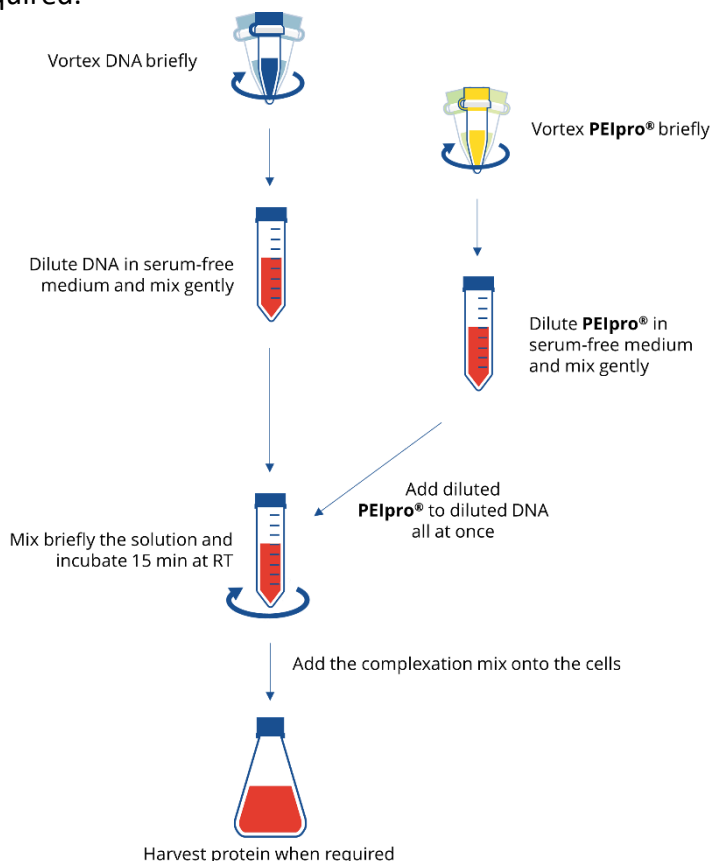 quired.
Vortex DNA briefly
Vortex PEIpro® briefly
Dilute DNA in serum-free
medium and mix gently
Dilute PEIpro® in
serum-free medium
and mix gently
Add diluted
PEIpro® to diluted DNA
all at once
Mix briefly the solution and
incubate 15 min at RT
Add the complexation mix onto the cells
Harvest protein when required